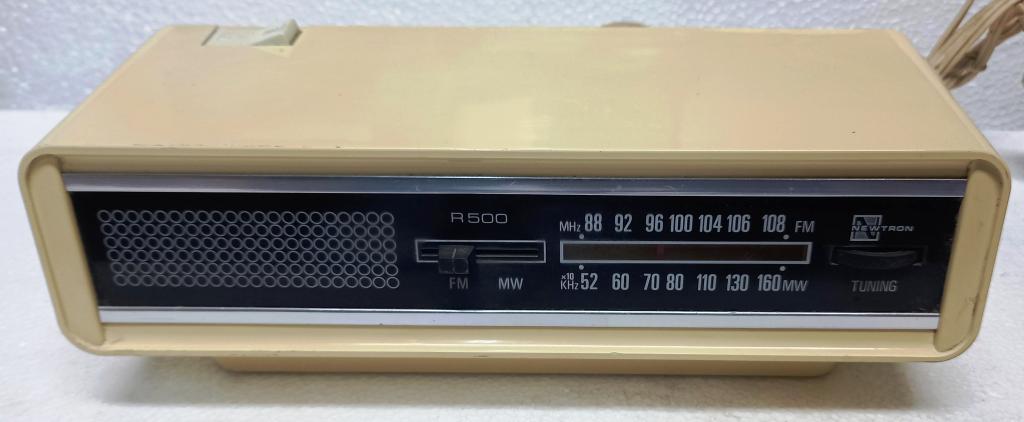 R500
FM MW
MHz 88 92 96 100 104 106 108 FM
x10 KHz 52 60 70 80 110 130 160 MW
NEWTRON
TUNING